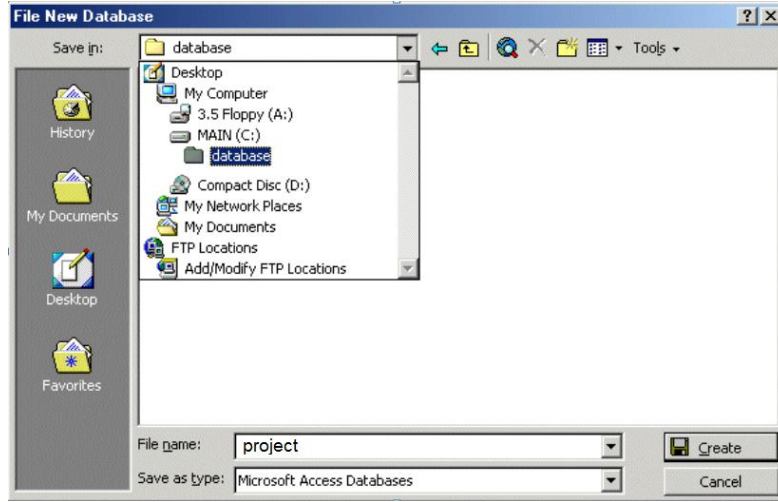 File New Database
Save in: database Tools
Desktop
My Computer
3.5 Floppy (A:)
MAIN (C:)
database
Compact Disc (D:)
My Network Places
My Documents
FTP Locations
Add/Modify FTP Locations
History
My Documents
Desktop
Favorites
File name: project Create
Save as type: Microsoft Access Databases Cancel